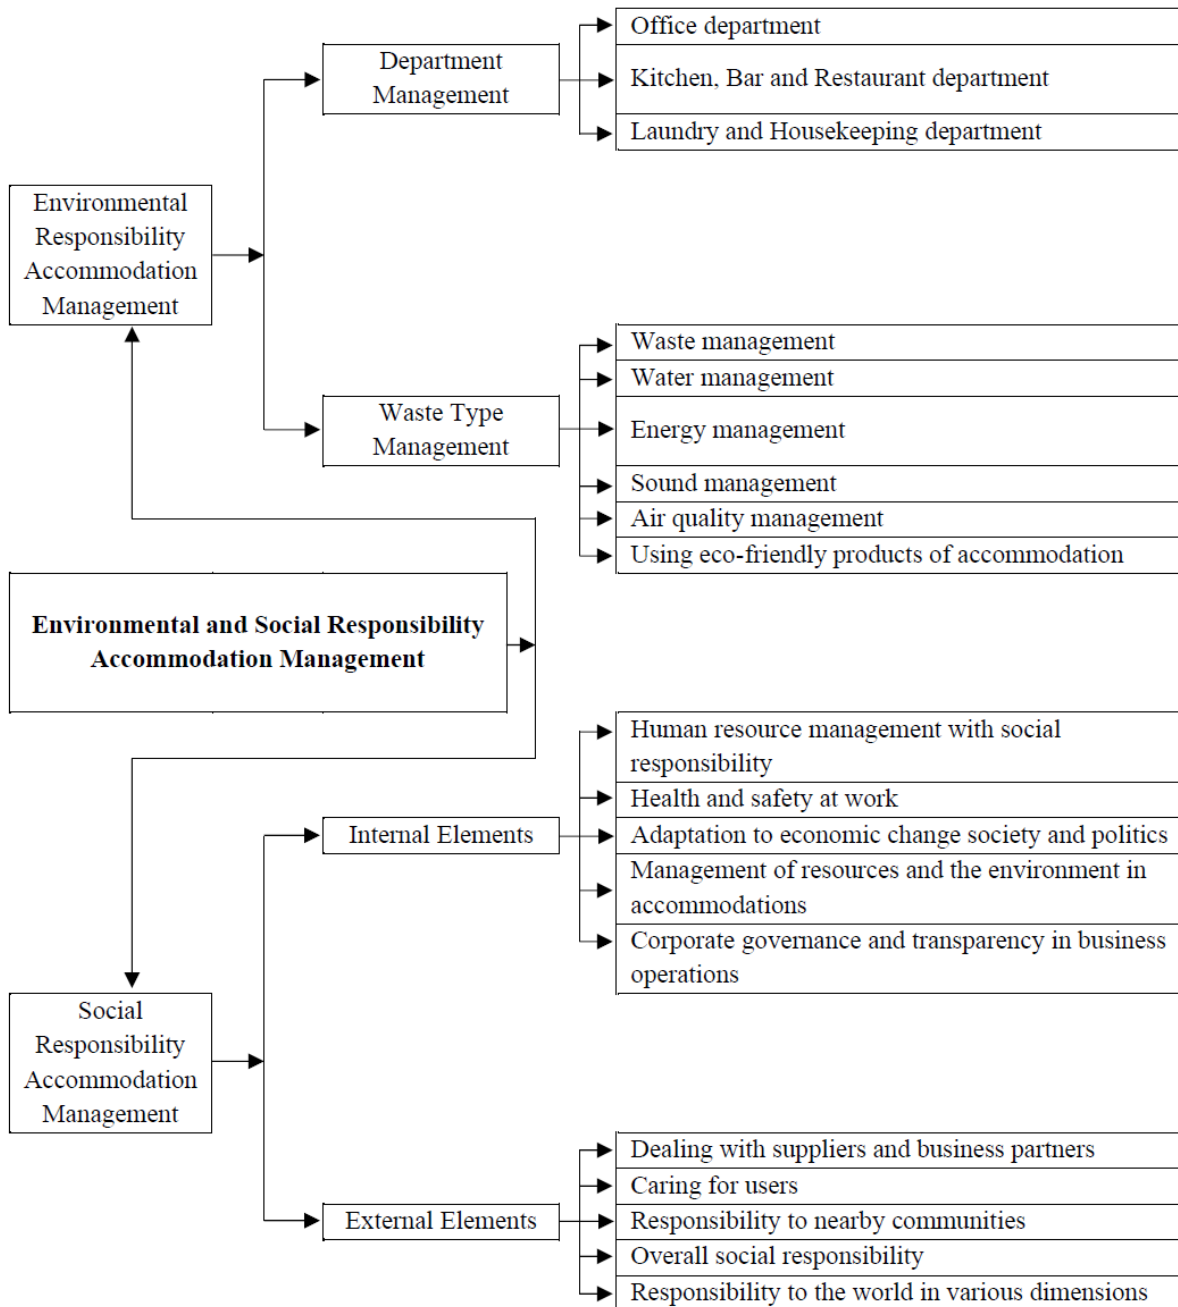 Office department
Department
Management
Kitchen, Bar and Restaurant department
Laundry and Housekeeping department
Environmental
Responsibility
Accommodation
Management
Waste management
Water management
Waste Type
Management
Energy management
Sound management
Air quality management
Using eco-friendly products of accommodation
Environmental and Social Responsibility
Accommodation Management
Human resource management with social
responsibility
Health and safety at work
Internal Elements
Adaptation to economic change society and politics
Management of resources and the environment in
accommodations
Corporate governance and transparency in business
operations
Social
Responsibility
Accommodation
Management
Dealing with suppliers and business partners
Caring for users
External Elements
Responsibility to nearby communities
Overall social responsibility
Responsibility to the world in various dimensions